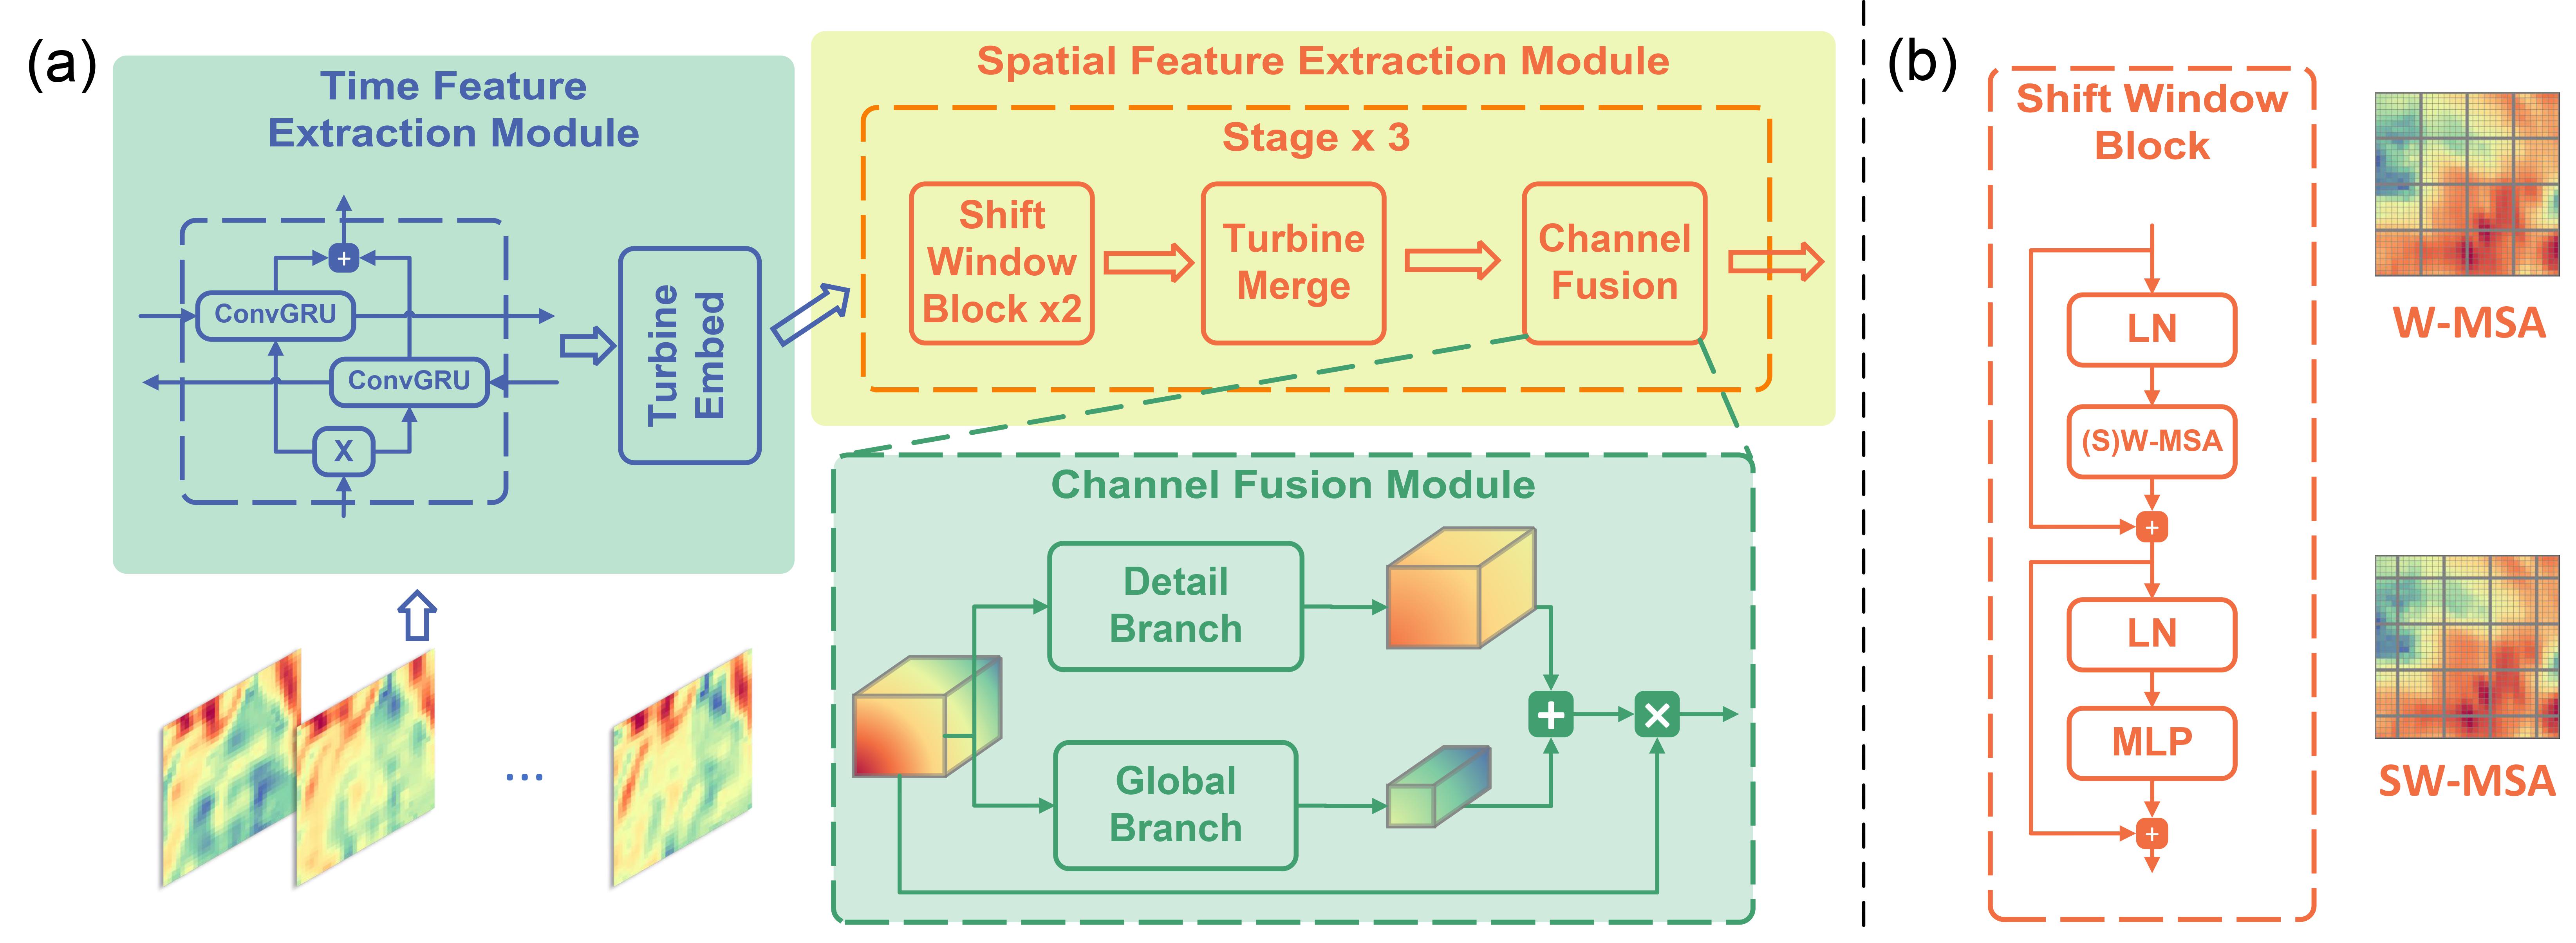 (a)
Time Feature
Extraction Module
+
ConvGRU
ConvGRU
X
Turbine
Embed
...
Spatial Feature Extraction Module
Stage x 3
Shift
Window
Block x2
Turbine
Merge
Channel
Fusion
Channel Fusion Module
Detail
Branch
Global
Branch
+
×
(b)
Shift Window
Block
LN
(S)W-MSA
+
LN
MLP
+
W-MSA
SW-MSA